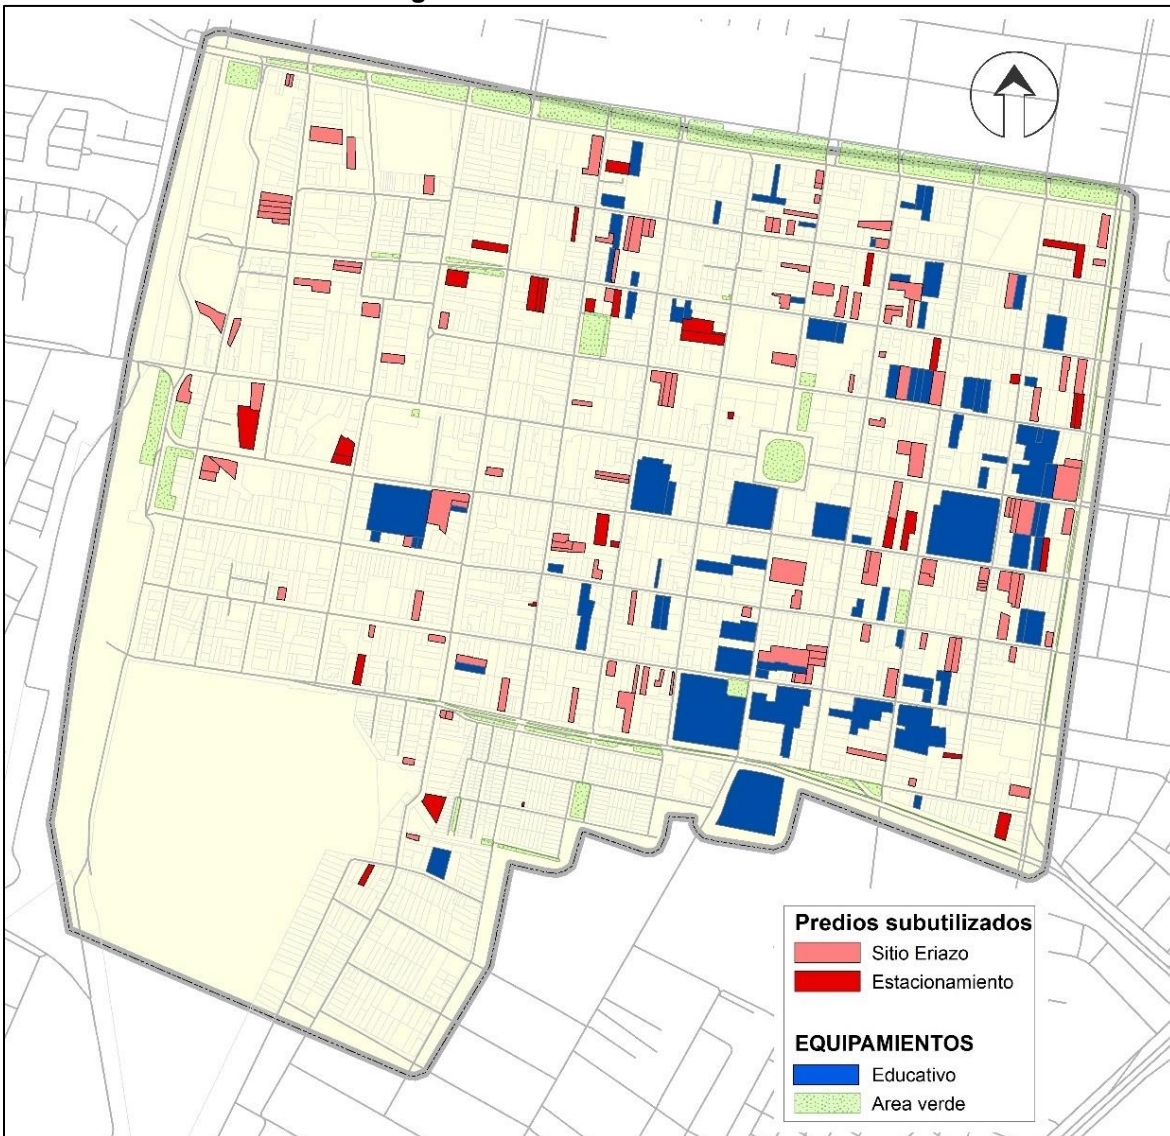 Predios subutilizados
Sitio Eriazo
Estacionamiento
EQUIPAMIENTOS
Educativo
Area verde